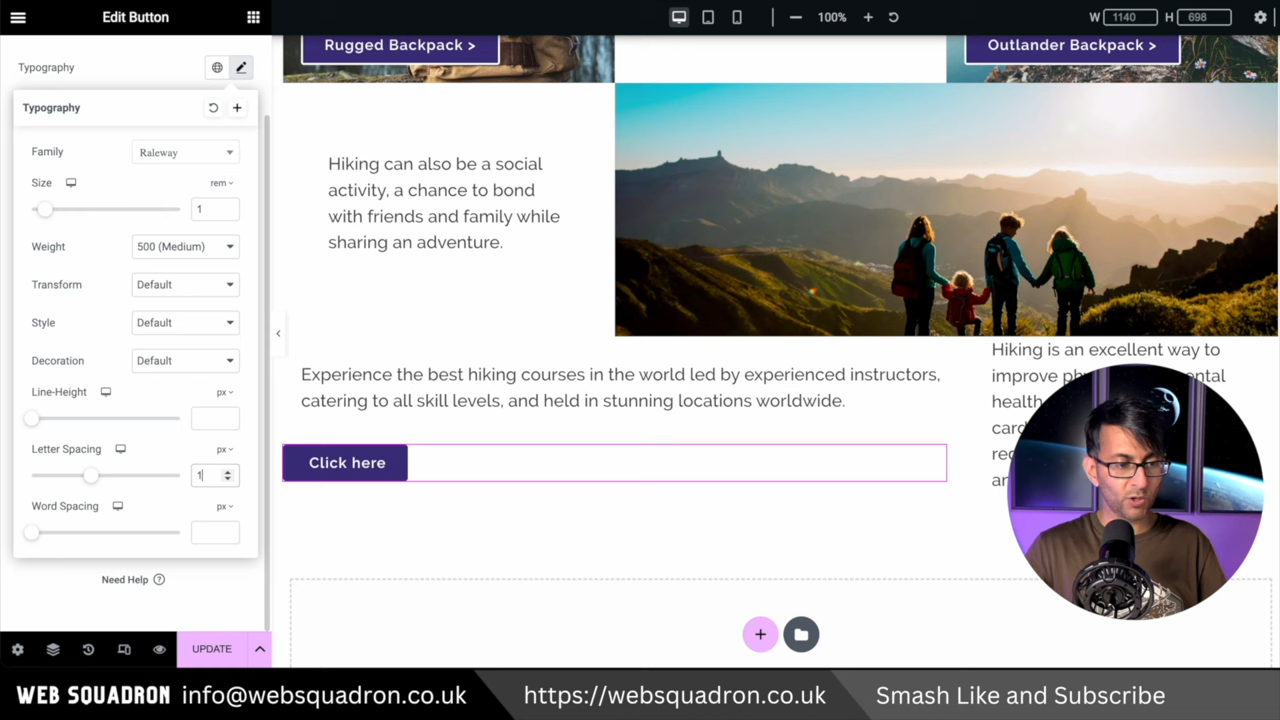 Edit Button
100%
W 1140 H 698
Typography
Typography
Family Raleway
Size rem
1
Weight 500 (Medium)
Transform Default
Style Default
Decoration Default
Line-Height px
Letter Spacing px
1
Word Spacing px
Need Help ?
UPDATE
Rugged Backpack >
Outlander Backpack >
Hiking can also be a social
activity, a chance to bond
with friends and family while
sharing an adventure.
Experience the best hiking courses in the world led by experienced instructors,
catering to all skill levels, and held in stunning locations worldwide.
Click here
Hiking is an excellent way to
improve
health
WEB SQUADRON info@websquadron.co.uk https://websquadron.co.uk Smash Like and Subscribe